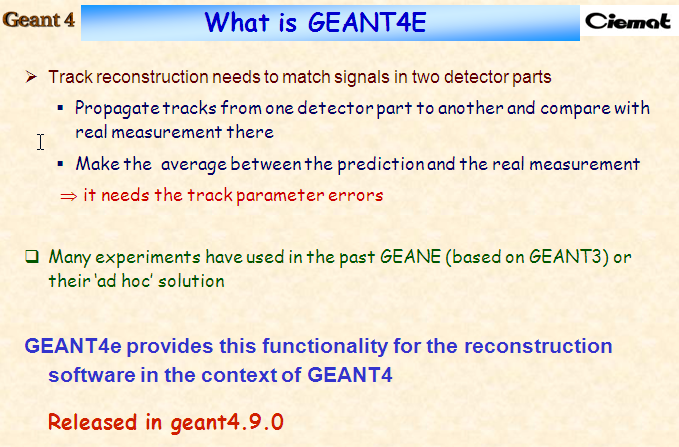 Geant 4
What is GEANT4E
Ciemat
Track reconstruction needs to match signals in two detector parts
Propagate tracks from one detector part to another and compare with
real measurement there
Make the average between the prediction and the real measurement
⇒ it needs the track parameter errors
Many experiments have used in the past GEANE (based on GEANT3) or
their ‘ad hoc’ solution
GEANT4e provides this functionality for the reconstruction
software in the context of GEANT4
Released in geant4.9.0